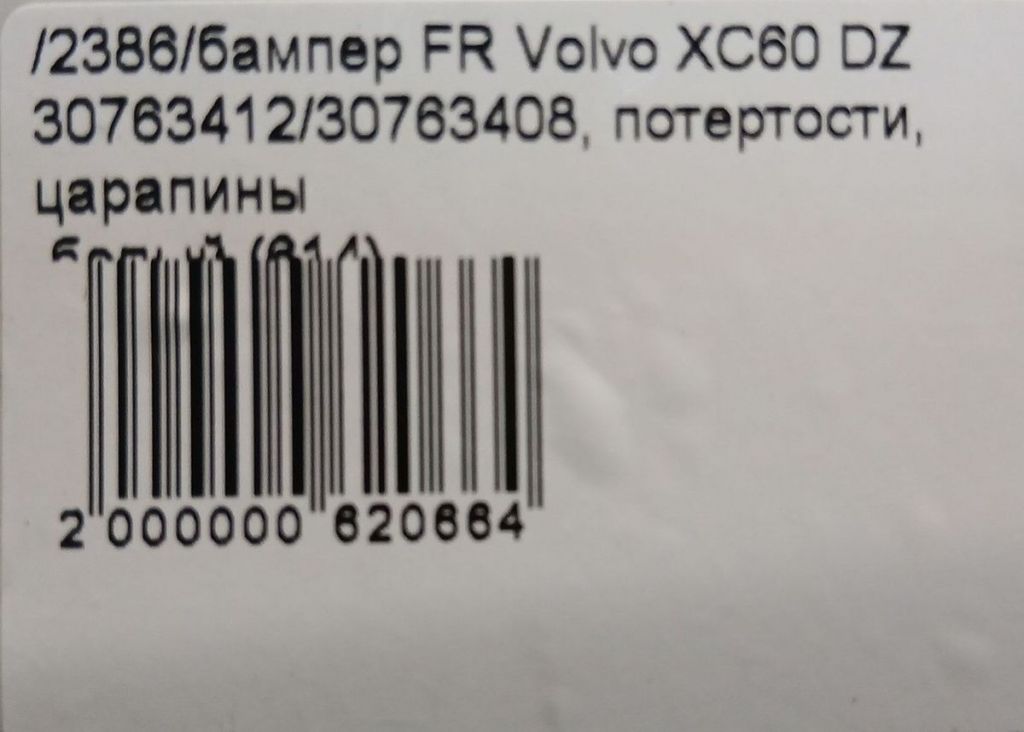 /2386/бампер FR Volvo XC60 DZ
30763412/30763408, потертости,
царапины
2 000000 620664